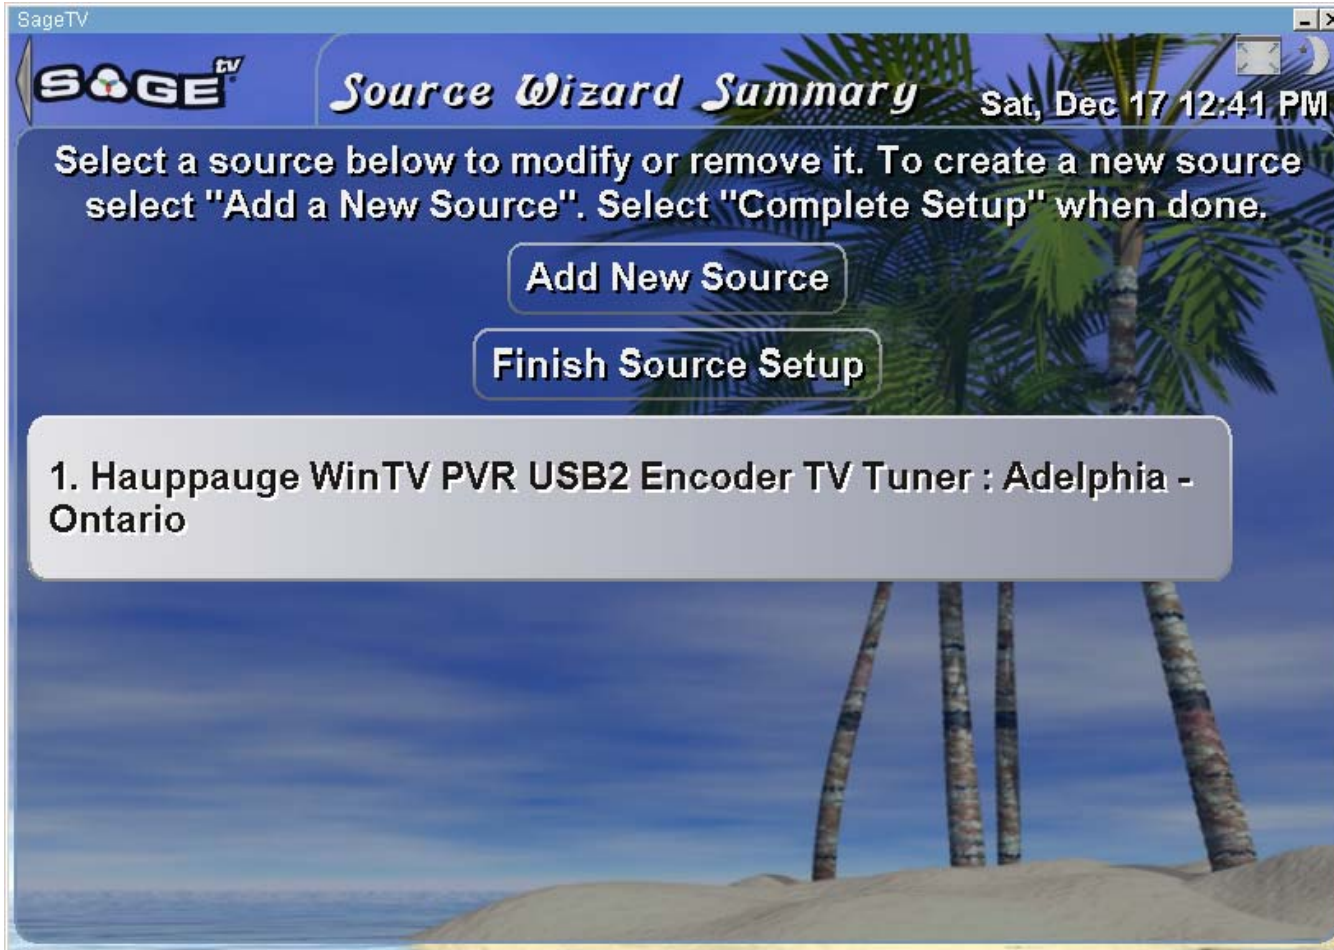 SageTV
SAGE tv
Source Wizard Summary
Sat, Dec 17 12:41 PM
Select a source below to modify or remove it. To create a new source
select "Add a New Source". Select "Complete Setup" when done.
Add New Source
Finish Source Setup
1. Hauppauge WinTV PVR USB2 Encoder TV Tuner : Adelphia -
Ontario